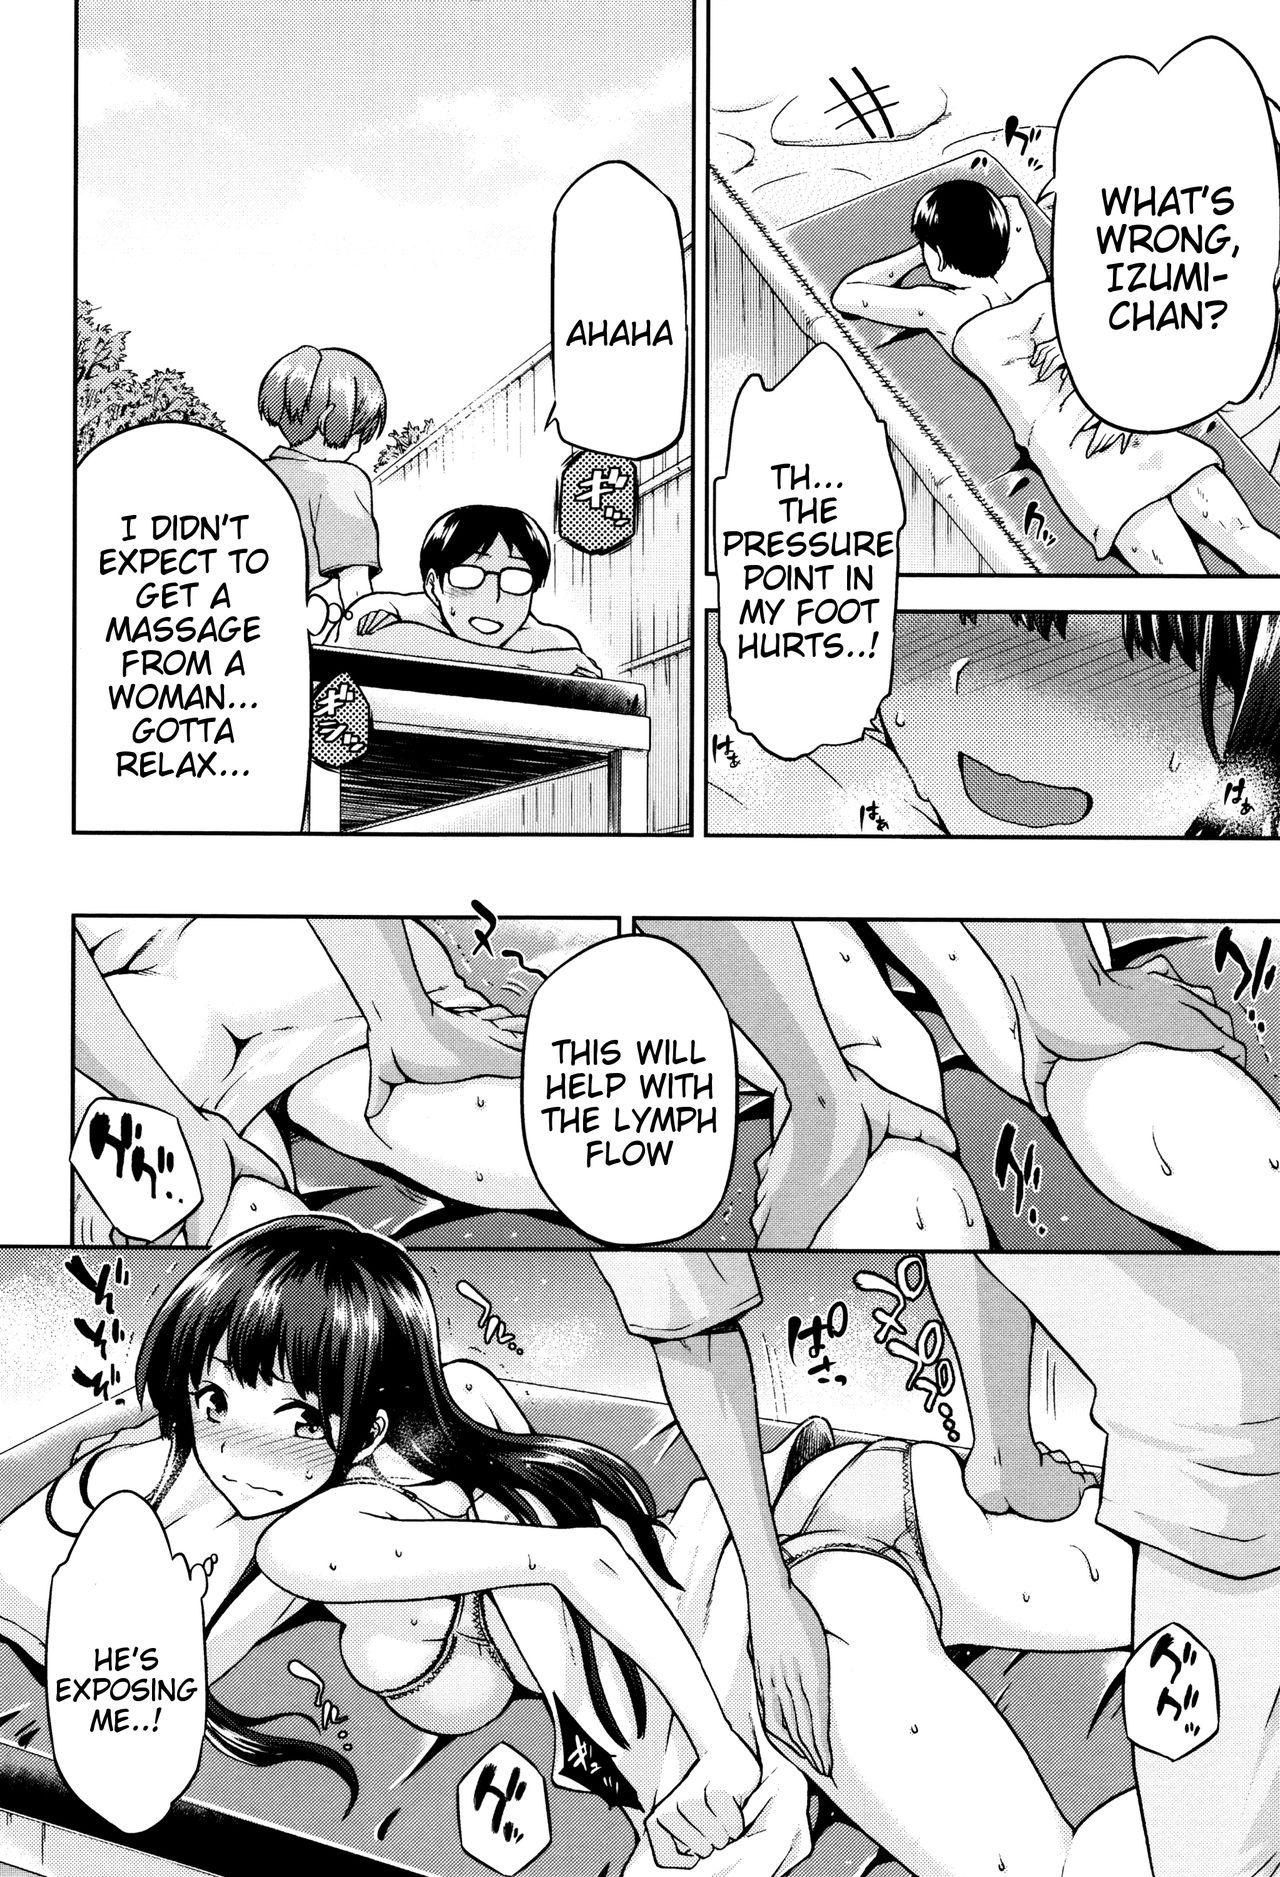 WHAT'S
WRONG,
IZUMI-
CHAN?
TH...
THE
PRESSURE
POINT IN
MY FOOT
HURTS..!
AHAHA
I DIDN'T
EXPECT TO
GET A
MASSAGE
FROM A
WOMAN...
GOTTA
RELAX...
THIS WILL
HELP WITH
THE LYMPH
FLOW
HE'S
EXPOSING
ME..!